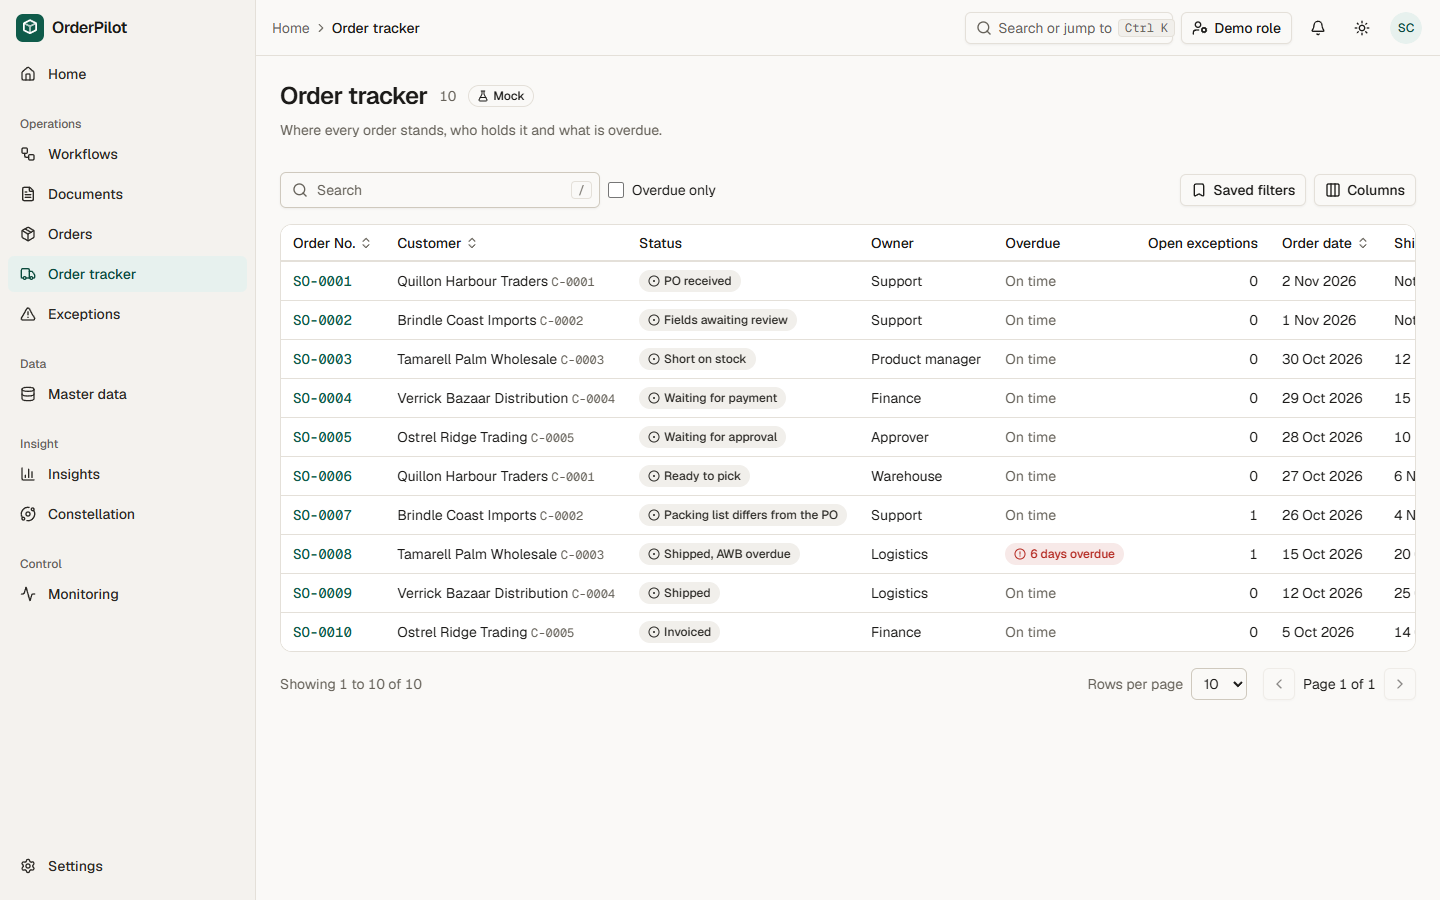 OrderPilot
Home
Operations
Workflows
Documents
Orders
Order tracker
Exceptions
Data
Master data
Insight
Insights
Constellation
Control
Monitoring
Settings
Home > Order tracker
Search or jump to Ctrl K
Demo role
SC
Order tracker 10 Mock
Where every order stands, who holds it and what is overdue.
Search /
Overdue only
Saved filters
Columns
Order No. Customer Status Owner Overdue Open exceptions Order date Shi
SO-0001 Quillon Harbour Traders C-0001 PO received Support On time 0 2 Nov 2026 Not
SO-0002 Brindle Coast Imports C-0002 Fields awaiting review Support On time 0 1 Nov 2026 Not
SO-0003 Tamarell Palm Wholesale C-0003 Short on stock Product manager On time 0 30 Oct 2026 12
SO-0004 Verrick Bazaar Distribution C-0004 Waiting for payment Finance On time 0 29 Oct 2026 15
SO-0005 Ostrel Ridge Trading C-0005 Waiting for approval Approver On time 0 28 Oct 2026 10
SO-0006 Quillon Harbour Traders C-0001 Ready to pick Warehouse On time 0 27 Oct 2026 6 N
SO-0007 Brindle Coast Imports C-0002 Packing list differs from the PO Support On time 1 26 Oct 2026 4 N
SO-0008 Tamarell Palm Wholesale C-0003 Shipped, AWB overdue Logistics 6 days overdue 1 15 Oct 2026 20
SO-0009 Verrick Bazaar Distribution C-0004 Shipped Logistics On time 0 12 Oct 2026 25
SO-0010 Ostrel Ridge Trading C-0005 Invoiced Finance On time 0 5 Oct 2026 14
Showing 1 to 10 of 10
Rows per page 10
Page 1 of 1